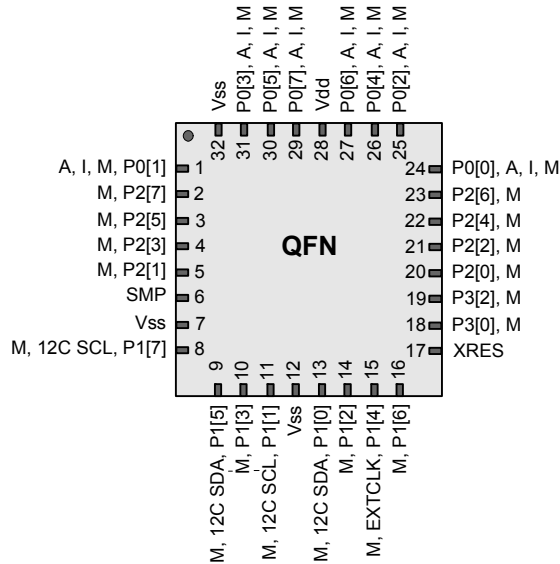 Vss
P0[3], A, I, M
P0[5], A, I, M
P0[7], A, I, M
Vdd
P0[6], A, I, M
P0[4], A, I, M
P0[2], A, I, M
32
31
30
29
28
27
26
25
A, I, M, P0[1]
1
M, P2[7]
2
M, P2[5]
3
M, P2[3]
4
M, P2[1]
5
SMP
6
Vss
7
M, 12C SCL, P1[7]
8
QFN
24
P0[0], A, I, M
23
P2[6], M
22
P2[4], M
21
P2[2], M
20
P2[0], M
19
P3[2], M
18
P3[0], M
17
XRES
9
10
11
12
13
14
15
16
M, 12C SDA, P1[5]
M, P1[3]
M, 12C SCL, P1[1]
Vss
M, 12C SDA, P1[0]
M, P1[2]
M, EXTCLK, P1[4]
M, P1[6]